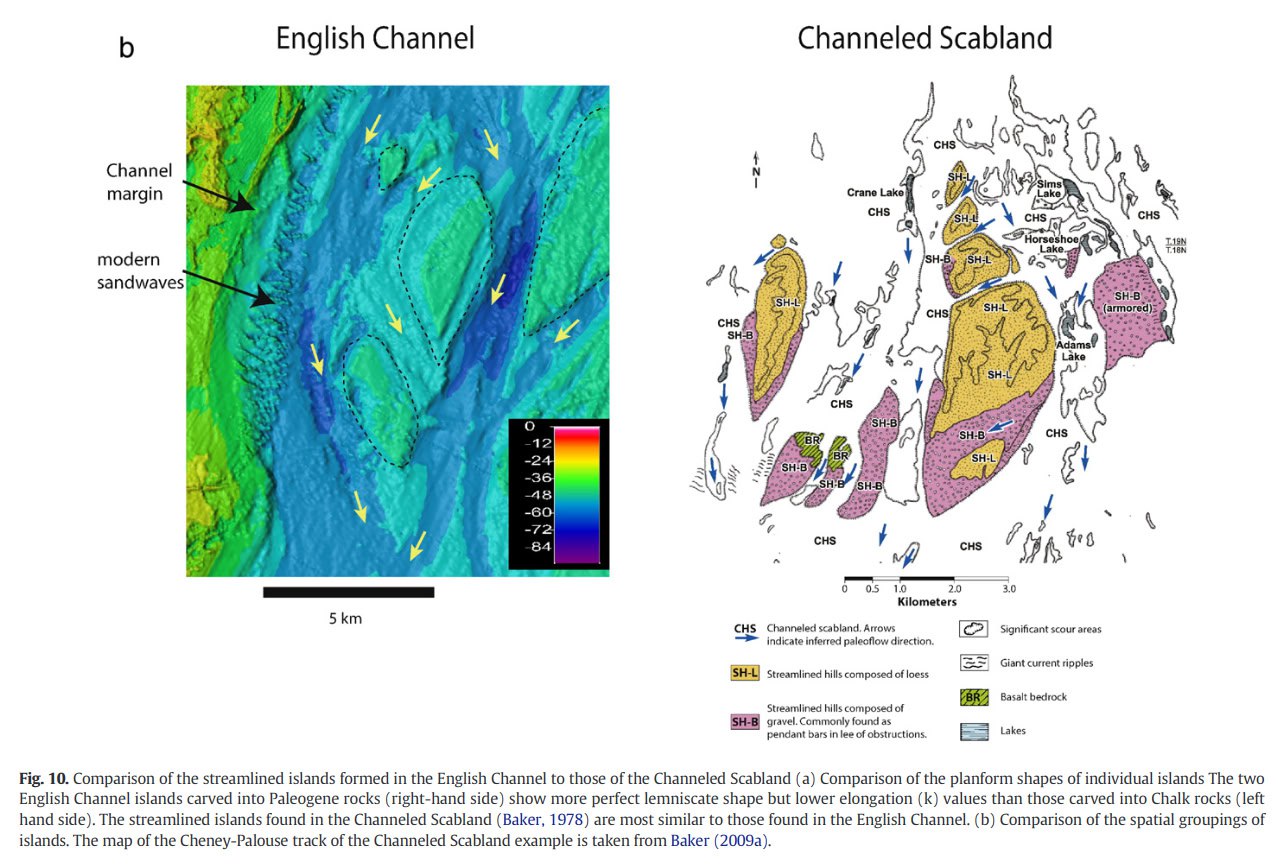 b
English Channel
Channeled Scabland
Channel
margin
modern
sandwaves
0
-12
-24
-36
-48
-60
-72
-84
5 km
CHS
N
SH-L
Crane Lake
Sims
Lake
CHS
SH-L
CHS
CHS
Horseshoe
Lake
T.19N
T.18N
SH-B
SH-L
SH-L
SH-B
(armored)
SH-L
CHS
CHS
SH-B
Adams
Lake
SH-L
CHS
SH-B
SH-B
CHS
BR
BR
SH-L
SH-B
SH-B
SH-B
CHS
CHS
0 0.5 1.0 2.0 3.0
Kilometers
CHS
Channeled scabland. Arrows
indicate inferred paleoflow direction.
SH-L
Streamlined hills composed of loess
SH-B
Streamlined hills composed of
gravel. Commonly found as
pendant bars in lee of obstructions.
Significant scour areas
Giant current ripples
BR
Basalt bedrock
Lakes
Fig. 10. Comparison of the streamlined islands formed in the English Channel to those of the Channeled Scabland (a) Comparison of the planform shapes of individual islands The two
English Channel islands carved into Paleogene rocks (right-hand side) show more perfect lemniscate shape but lower elongation (k) values than those carved into Chalk rocks (left
hand side). The streamlined islands found in the Channeled Scabland (Baker, 1978) are most similar to those found in the English Channel. (b) Comparison of the spatial groupings of
islands. The map of the Cheney-Palouse track of the Channeled Scabland example is taken from Baker (2009a).